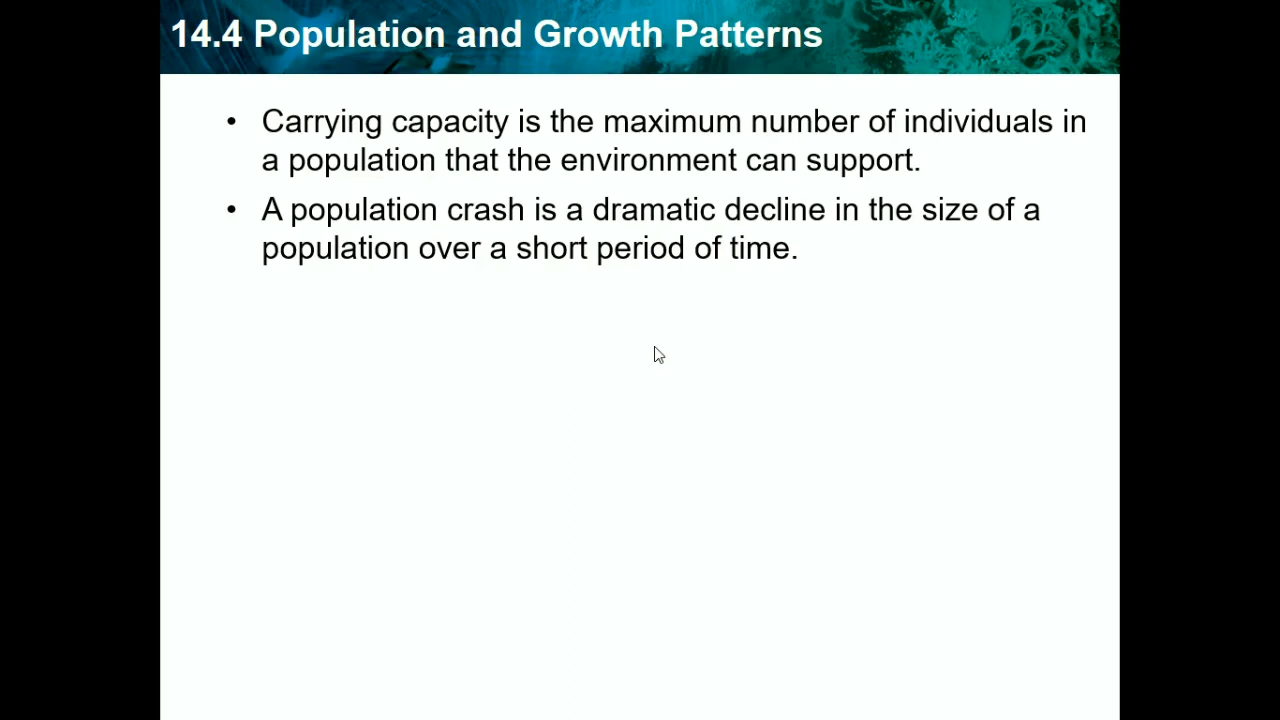 14.4 Population and Growth Patterns
• Carrying capacity is the maximum number of individuals in
a population that the environment can support.
• A population crash is a dramatic decline in the size of a
population over a short period of time.